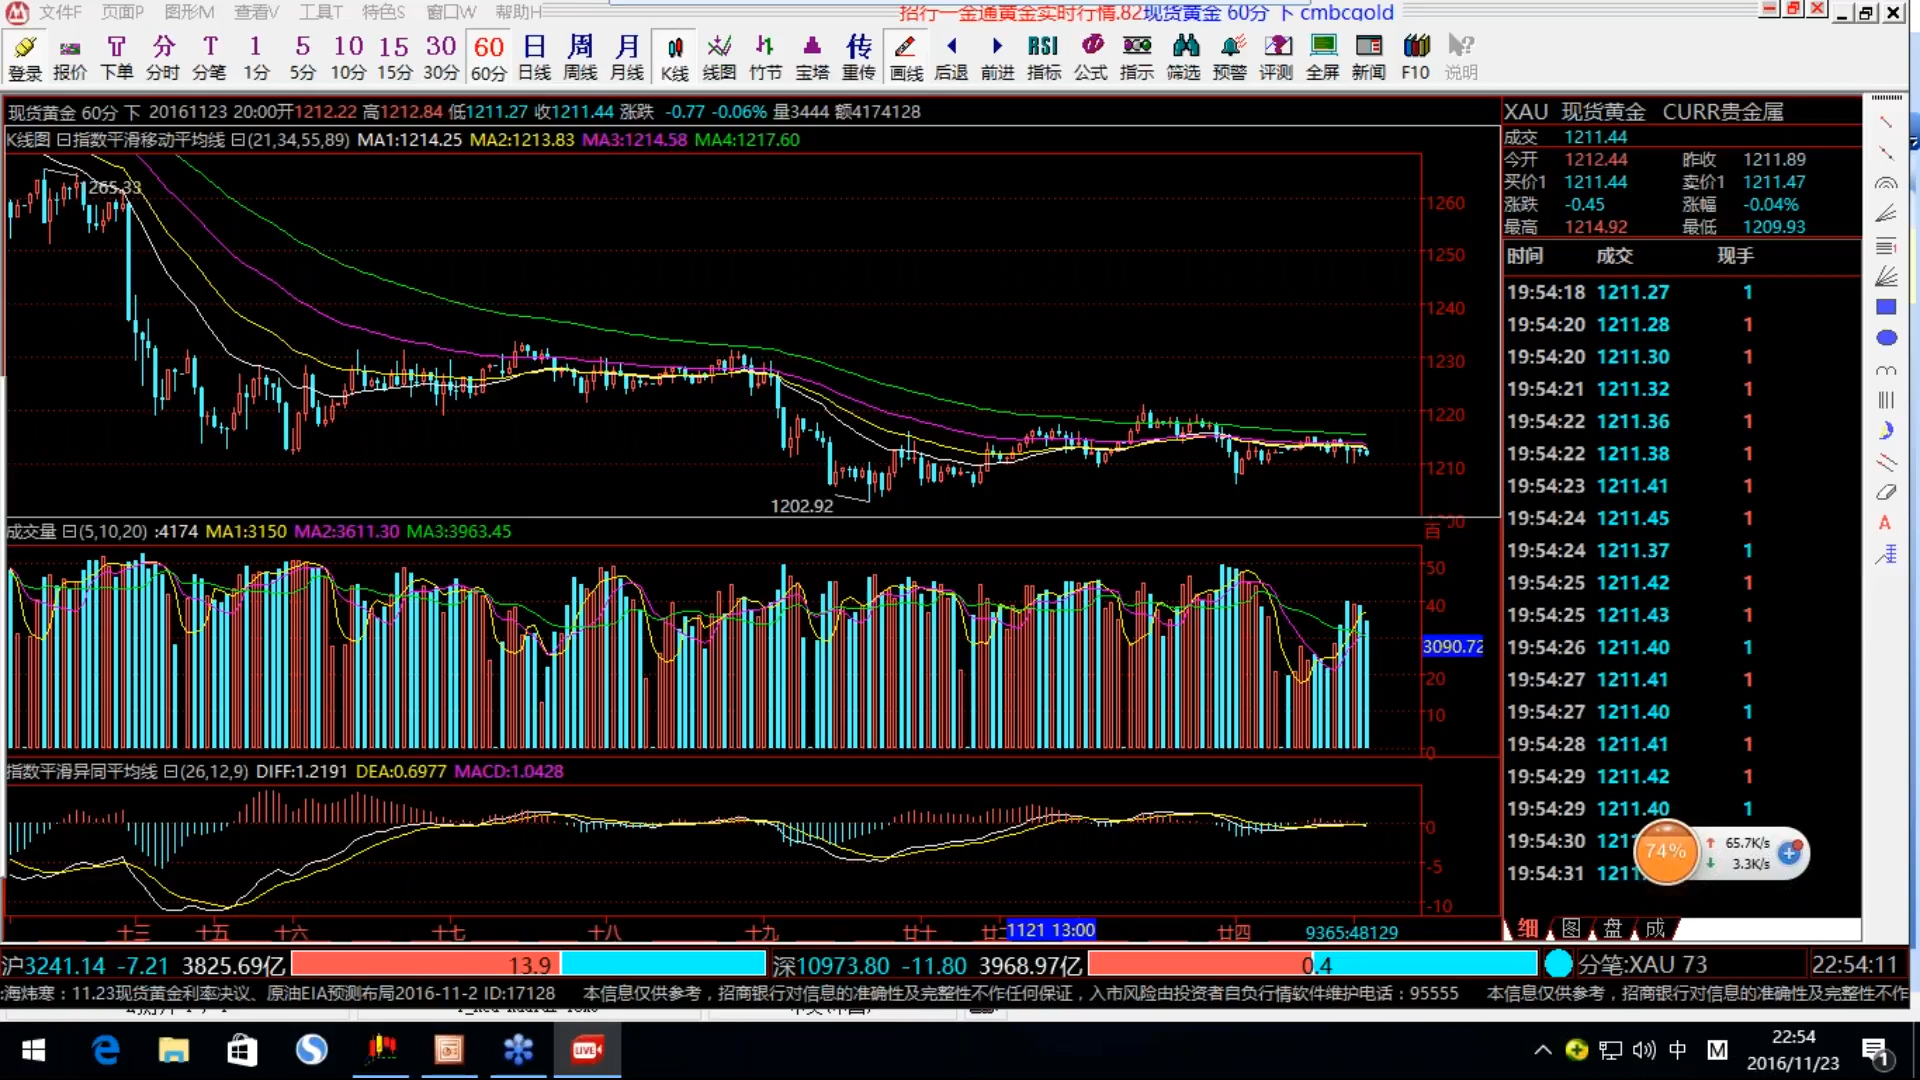 文件F 页面P 图形M 查看V 工具T 特色S 窗口W 帮助H 招行一金通黄金实时行情.82现货黄金 60分 下 cmbcgold
T 分 T 1 5 10 15 30 60 日 周 月 传 RSI
登录 报价 下单 分时 分笔 1分 5分 10分 15分 30分 60分 日线 周线 月线 K线 线图 竹节 宝塔 重传 画线 后退 前进 指标 公式 指示 筛选 预警 评测 全屏 新闻 F10 说明
现货黄金 60分 下 20161123 20:00开1212.22 高1212.84 低1211.27 收1211.44 涨跌 -0.77 -0.06% 量3444 额4174128
K线图 日指数平滑移动平均线 日(21,34,55,89) MA1:1214.25 MA2:1213.83 MA3:1214.58 MA4:1217.60
265.33
1260
1250
1240
1230
1220
1210
1202.92
成交量 日(5,10,20) :4174 MA1:3150 MA2:3611.30 MA3:3963.45
百
50
40
3090.72
20
10
0
指数平滑异同平均线 日(26,12,9) DIFF:1.2191 DEA:0.6977 MACD:1.0428
0
-5
-10
十三 十五 十六 十七 十八 十九 廿十 廿二 1121 13:00 廿四 9365:48129
XAU 现货黄金 CURR贵金属
成交 1211.44
今开 1212.44 昨收 1211.89
买价1 1211.44 卖价1 1211.47
涨跌 -0.45 涨幅 -0.04%
最高 1214.92 最低 1209.93
时间 成交 现手
19:54:18 1211.27 1
19:54:20 1211.28 1
19:54:20 1211.30 1
19:54:21 1211.32 1
19:54:22 1211.36 1
19:54:22 1211.38 1
19:54:23 1211.41 1
19:54:24 1211.45 1
19:54:24 1211.37 1
19:54:25 1211.42 1
19:54:25 1211.43 1
19:54:26 1211.40 1
19:54:27 1211.41 1
19:54:27 1211.40 1
19:54:28 1211.41 1
19:54:29 1211.42 1
19:54:29 1211.40 1
19:54:30 1211
19:54:31 1211
74% 65.7K/s
3.3K/s
细 图 盘 成
A
沪3241.14 -7.21 3825.69亿 13.9 深10973.80 -11.80 3968.97亿 0.4 分笔:XAU 73 22:54:11
:海炜寒：11.23现货黄金利率决议、原油EIA预测布局2016-11-2 ID:17128 本信息仅供参考，招商银行对信息的准确性及完整性不作任何保证，入市风险由投资者自负行情软件维护电话：95555 本信息仅供参考，招商银行对信息的准确性及完整性不作
LIVE
中 M
22:54
2016/11/23
1